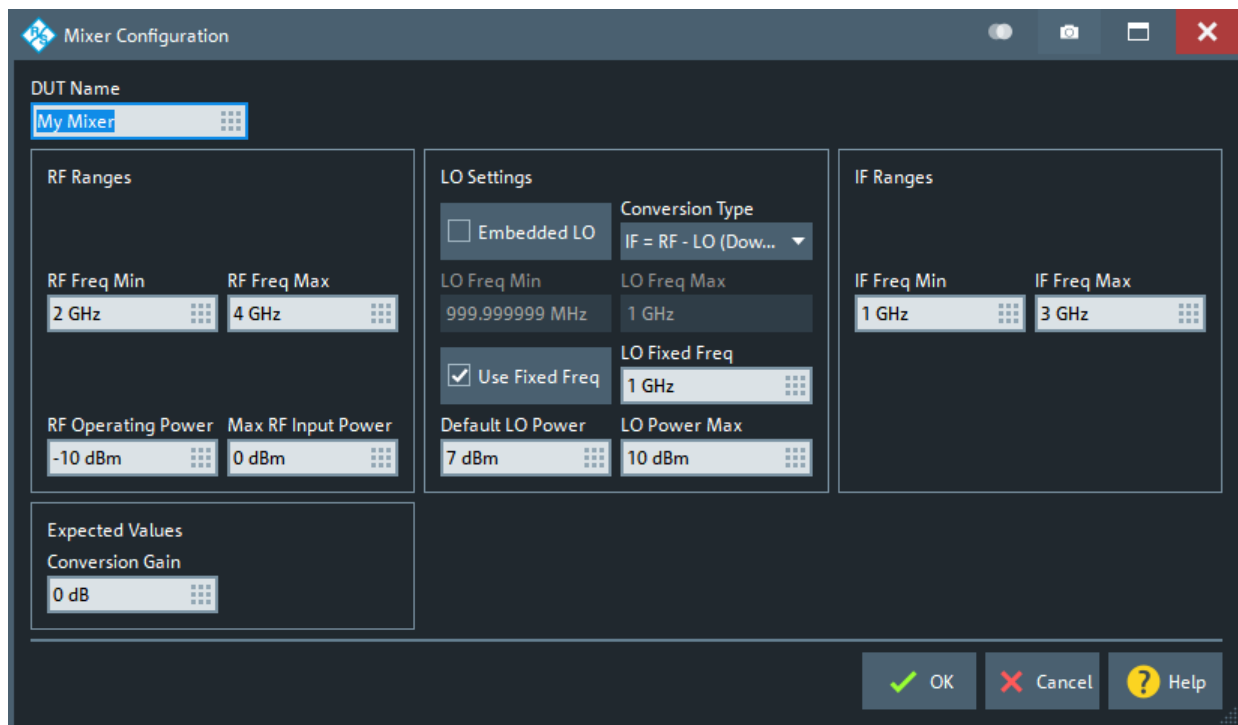 Mixer Configuration
DUT Name
My Mixer
RF Ranges
RF Freq Min RF Freq Max
2 GHz 4 GHz
RF Operating Power Max RF Input Power
-10 dBm 0 dBm
LO Settings
Conversion Type
Embedded LO IF = RF - LO (Dow...
LO Freq Min LO Freq Max
999.999999 MHz 1 GHz
LO Fixed Freq
Use Fixed Freq 1 GHz
Default LO Power LO Power Max
7 dBm 10 dBm
IF Ranges
IF Freq Min IF Freq Max
1 GHz 3 GHz
Expected Values
Conversion Gain
0 dB
OK Cancel ? Help